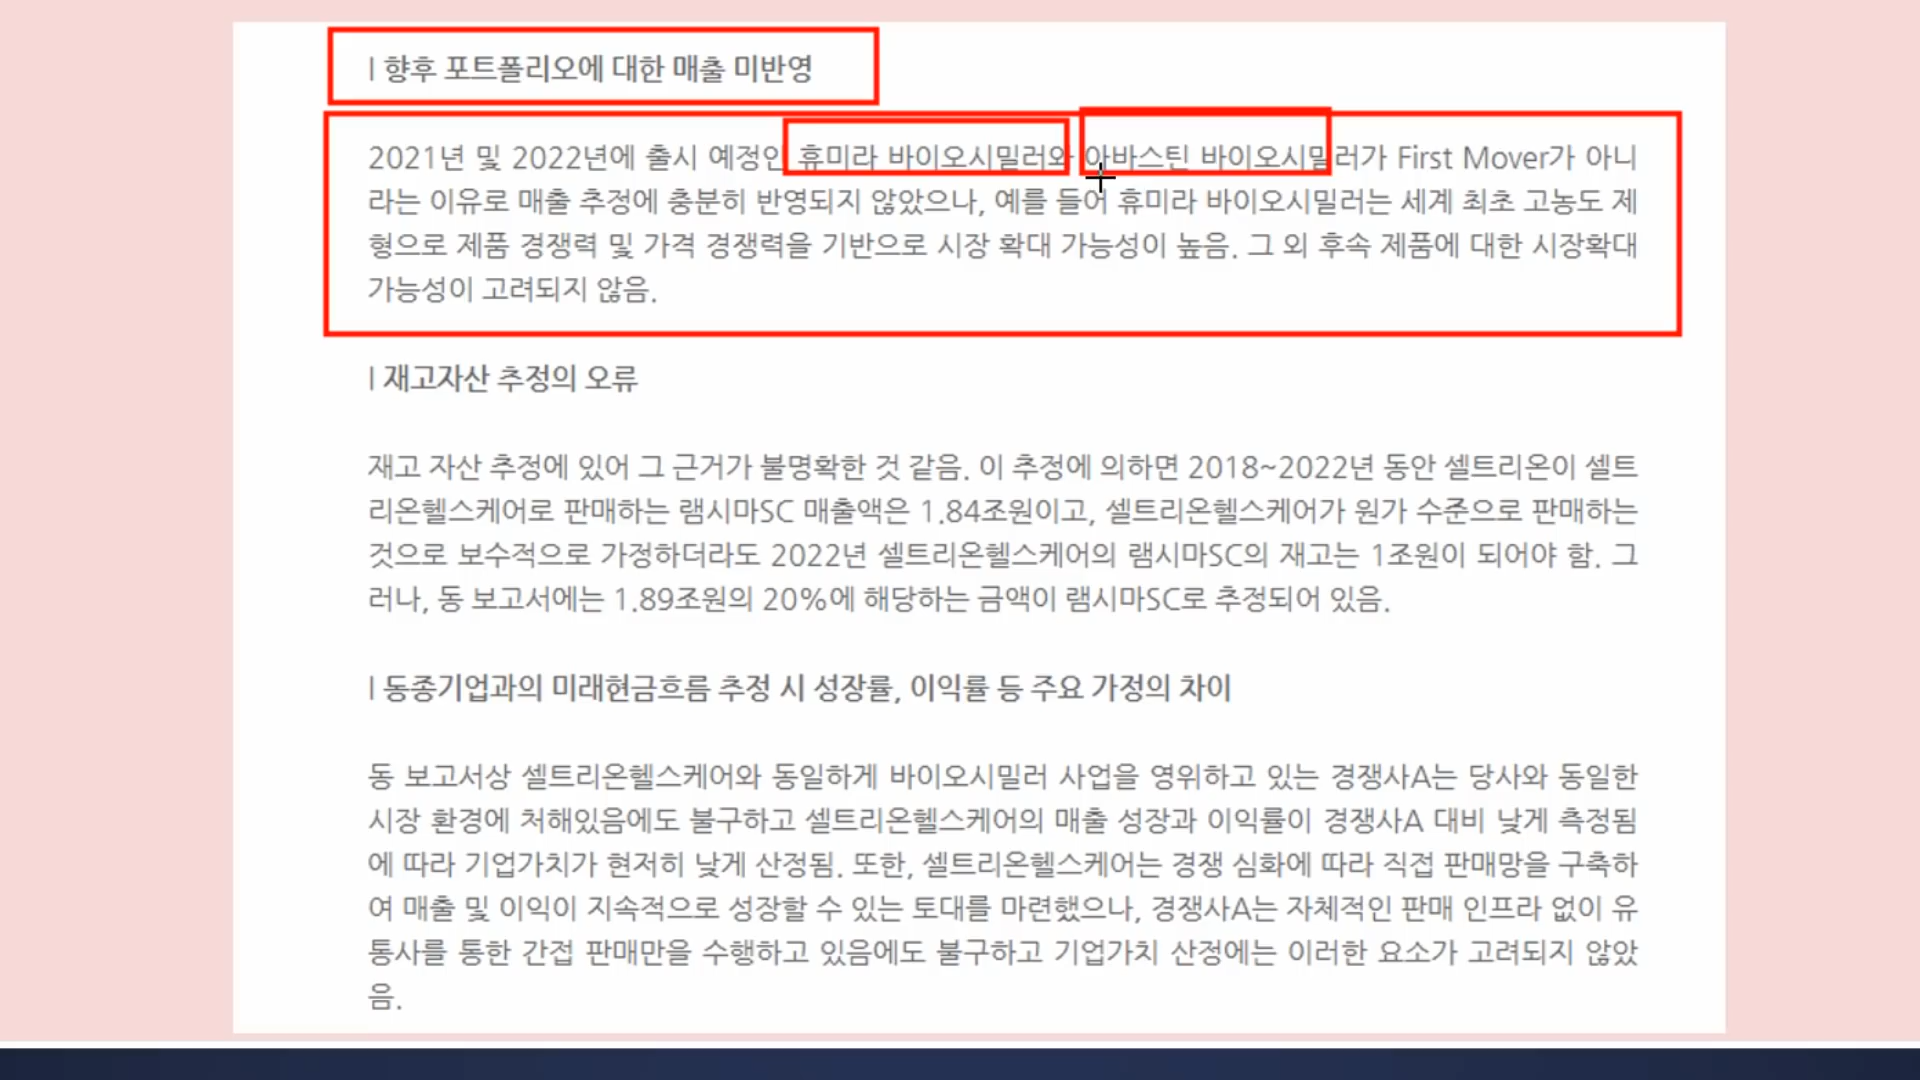 | 향후 포트폴리오에 대한 매출 미반영
2021년 및 2022년에 출시 예정인 휴미라 바이오시밀러와 아바스틴 바이오시밀러가 First Mover가 아니
라는 이유로 매출 추정에 충분히 반영되지 않았으나, 예를 들어 휴미라 바이오시밀러는 세계 최초 고농도 제
형으로 제품 경쟁력 및 가격 경쟁력을 기반으로 시장 확대 가능성이 높음. 그 외 후속 제품에 대한 시장확대
가능성이 고려되지 않음.
| 재고자산 추정의 오류
재고 자산 추정에 있어 그 근거가 불명확한 것 같음. 이 추정에 의하면 2018~2022년 동안 셀트리온이 셀트
리온헬스케어로 판매하는 램시마SC 매출액은 1.84조원이고, 셀트리온헬스케어가 원가 수준으로 판매하는
것으로 보수적으로 가정하더라도 2022년 셀트리온헬스케어의 램시마SC의 재고는 1조원이 되어야 함. 그
러나, 동 보고서에는 1.89조원의 20%에 해당하는 금액이 램시마SC로 추정되어 있음.
| 동종기업과의 미래현금흐름 추정 시 성장률, 이익률 등 주요 가정의 차이
동 보고서상 셀트리온헬스케어와 동일하게 바이오시밀러 사업을 영위하고 있는 경쟁사A는 당사와 동일한
시장 환경에 처해있음에도 불구하고 셀트리온헬스케어의 매출 성장과 이익률이 경쟁사A 대비 낮게 측정됨
에 따라 기업가치가 현저히 낮게 산정됨. 또한, 셀트리온헬스케어는 경쟁 심화에 따라 직접 판매망을 구축하
여 매출 및 이익이 지속적으로 성장할 수 있는 토대를 마련했으나, 경쟁사A는 자체적인 판매 인프라 없이 유
통사를 통한 간접 판매만을 수행하고 있음에도 불구하고 기업가치 산정에는 이러한 요소가 고려되지 않았
음.